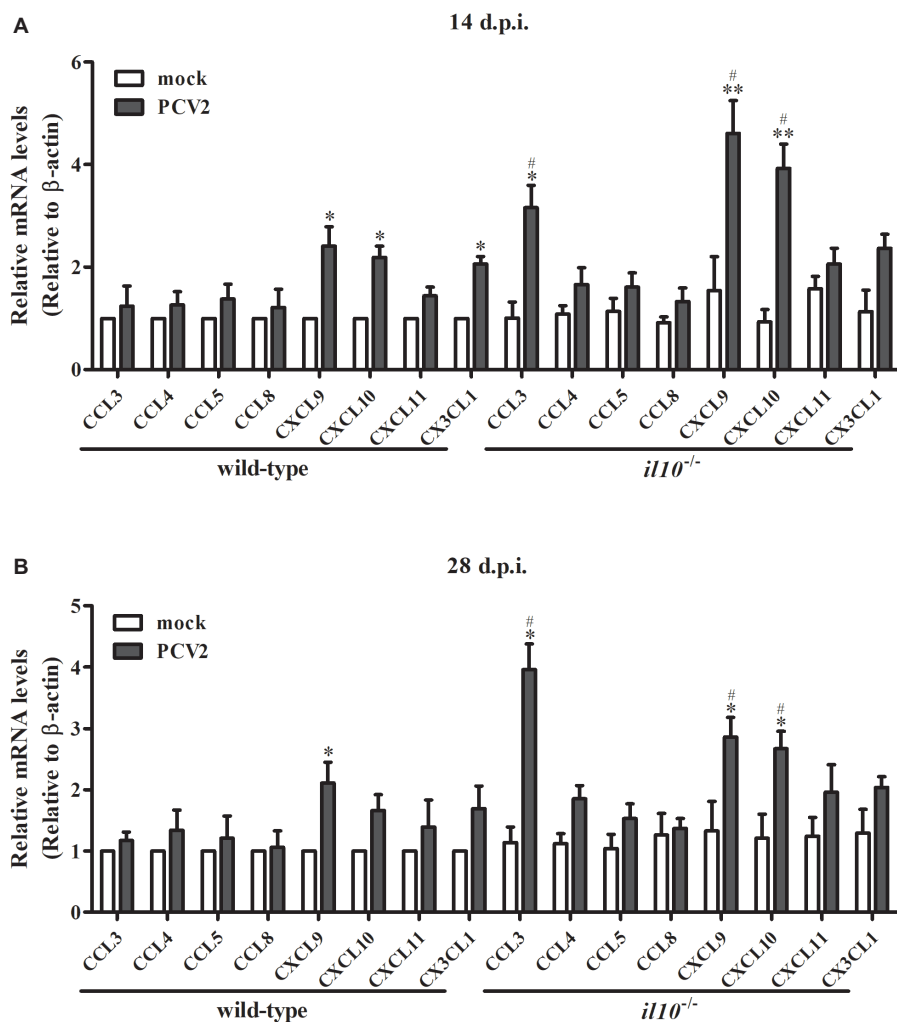 A
14 d.p.i.
Relative mRNA levels
(Relative to β-actin)
6
4
2
0
mock
PCV2
*
*
*
#
*
#
**
#
**
CCL3
CCL4
CCL5
CCL8
CXCL9
CXCL10
CXCL11
CX3CL1
CCL3
CCL4
CCL5
CCL8
CXCL9
CXCL10
CXCL11
CX3CL1
wild-type
il10-/-
B
28 d.p.i.
Relative mRNA levels
(Relative to β-actin)
5
4
3
2
1
0
mock
PCV2
*
#
*
#
*
#
*
CCL3
CCL4
CCL5
CCL8
CXCL9
CXCL10
CXCL11
CX3CL1
CCL3
CCL4
CCL5
CCL8
CXCL9
CXCL10
CXCL11
CX3CL1
wild-type
il10-/-